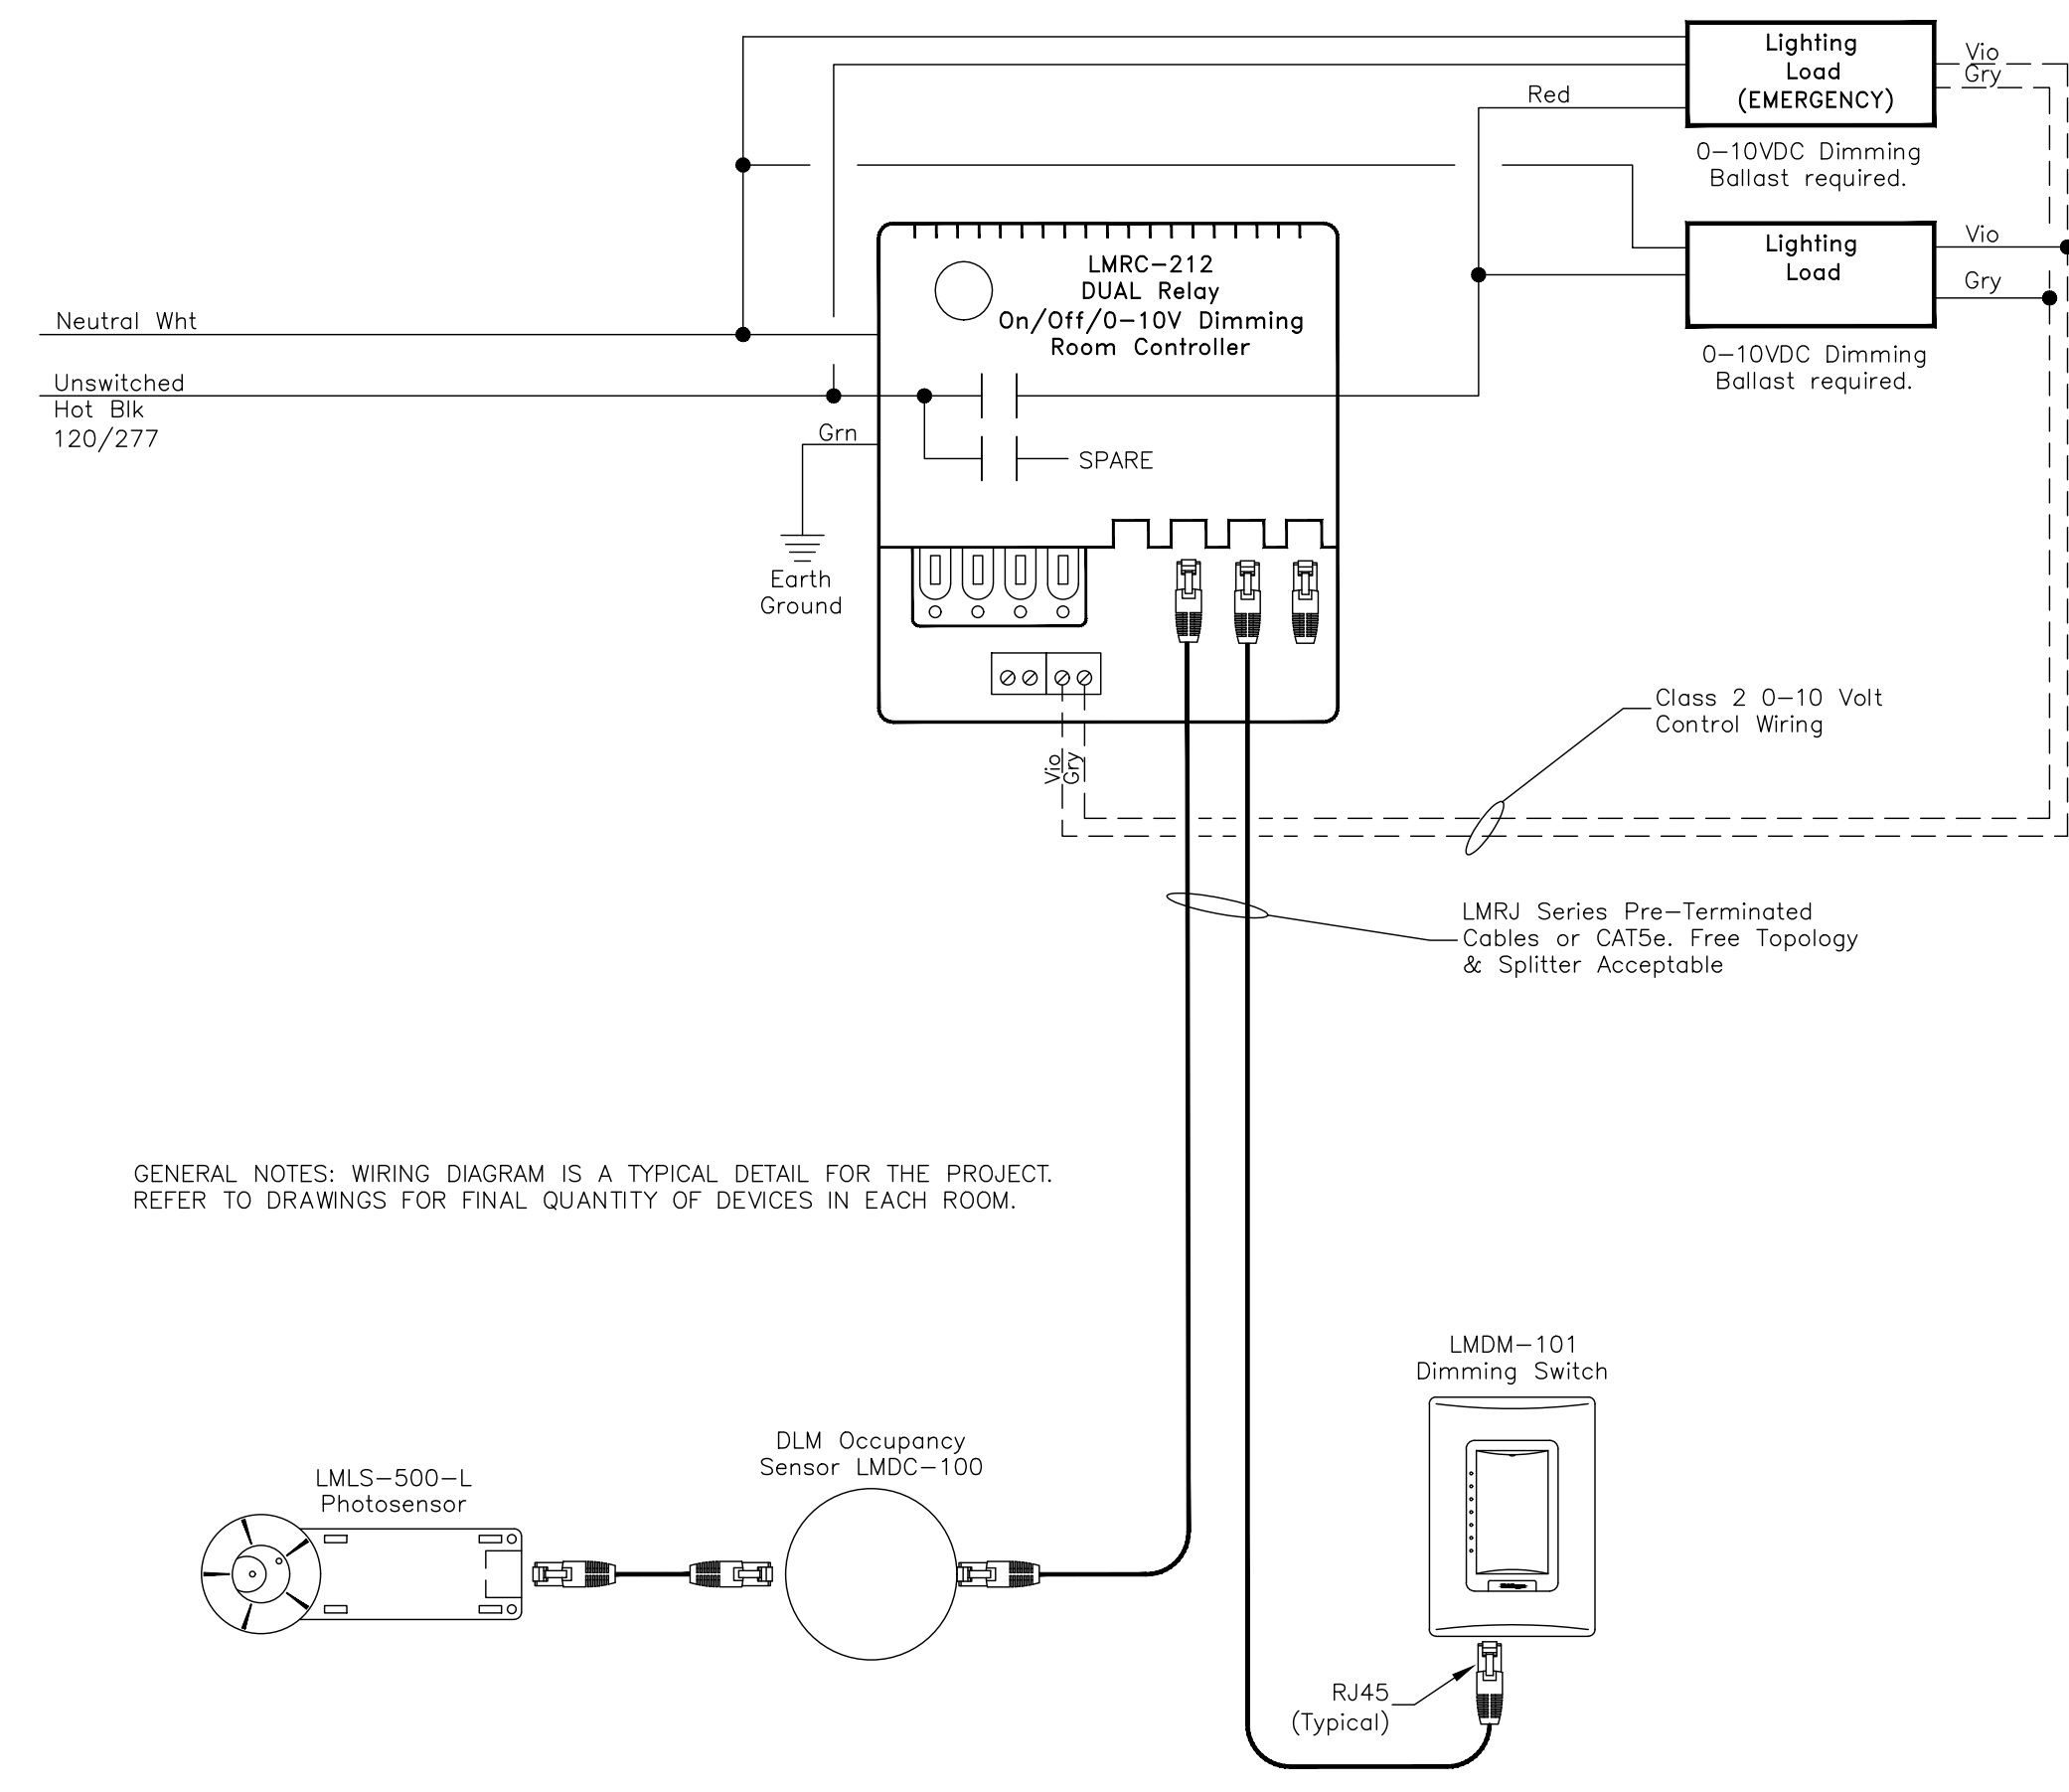 Lighting
Load
(EMERGENCY)
Vio
Gry
Red
0-10VDC Dimming
Ballast required.
Lighting
Load
Vio
Gry
0-10VDC Dimming
Ballast required.
LMRC-212
DUAL Relay
On/Off/0-10V Dimming
Room Controller
Neutral Wht
Unswitched
Hot Blk
120/277
Grn
SPARE
Earth
Ground
Vio
Gry
Class 2 0-10 Volt
Control Wiring
LMRJ Series Pre-Terminated
Cables or CAT5e. Free Topology
& Splitter Acceptable
GENERAL NOTES: WIRING DIAGRAM IS A TYPICAL DETAIL FOR THE PROJECT.
REFER TO DRAWINGS FOR FINAL QUANTITY OF DEVICES IN EACH ROOM.
LMDM-101
Dimming Switch
DLM Occupancy
Sensor LMDC-100
LMLS-500-L
Photosensor
RJ45
(Typical)